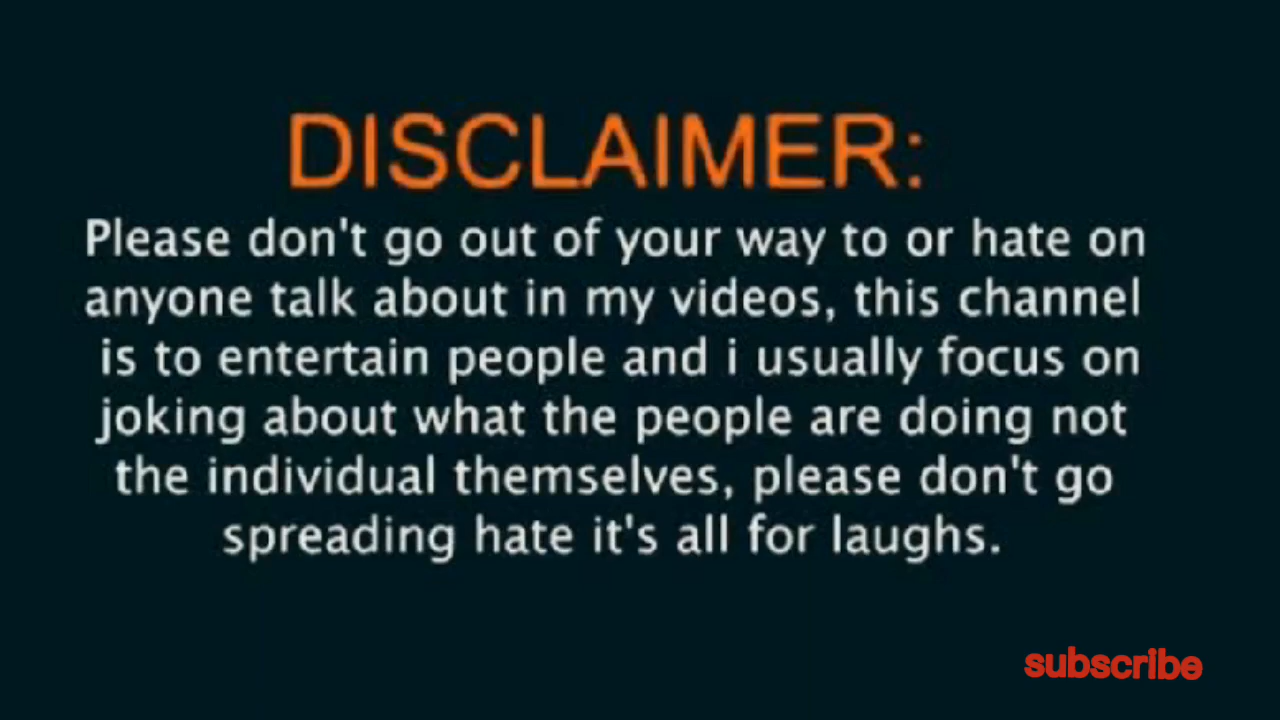 DISCLAIMER:
Please don't go out of your way to or hate on
anyone talk about in my videos, this channel
is to entertain people and i usually focus on
joking about what the people are doing not
the individual themselves, please don't go
spreading hate it's all for laughs.
subscribe